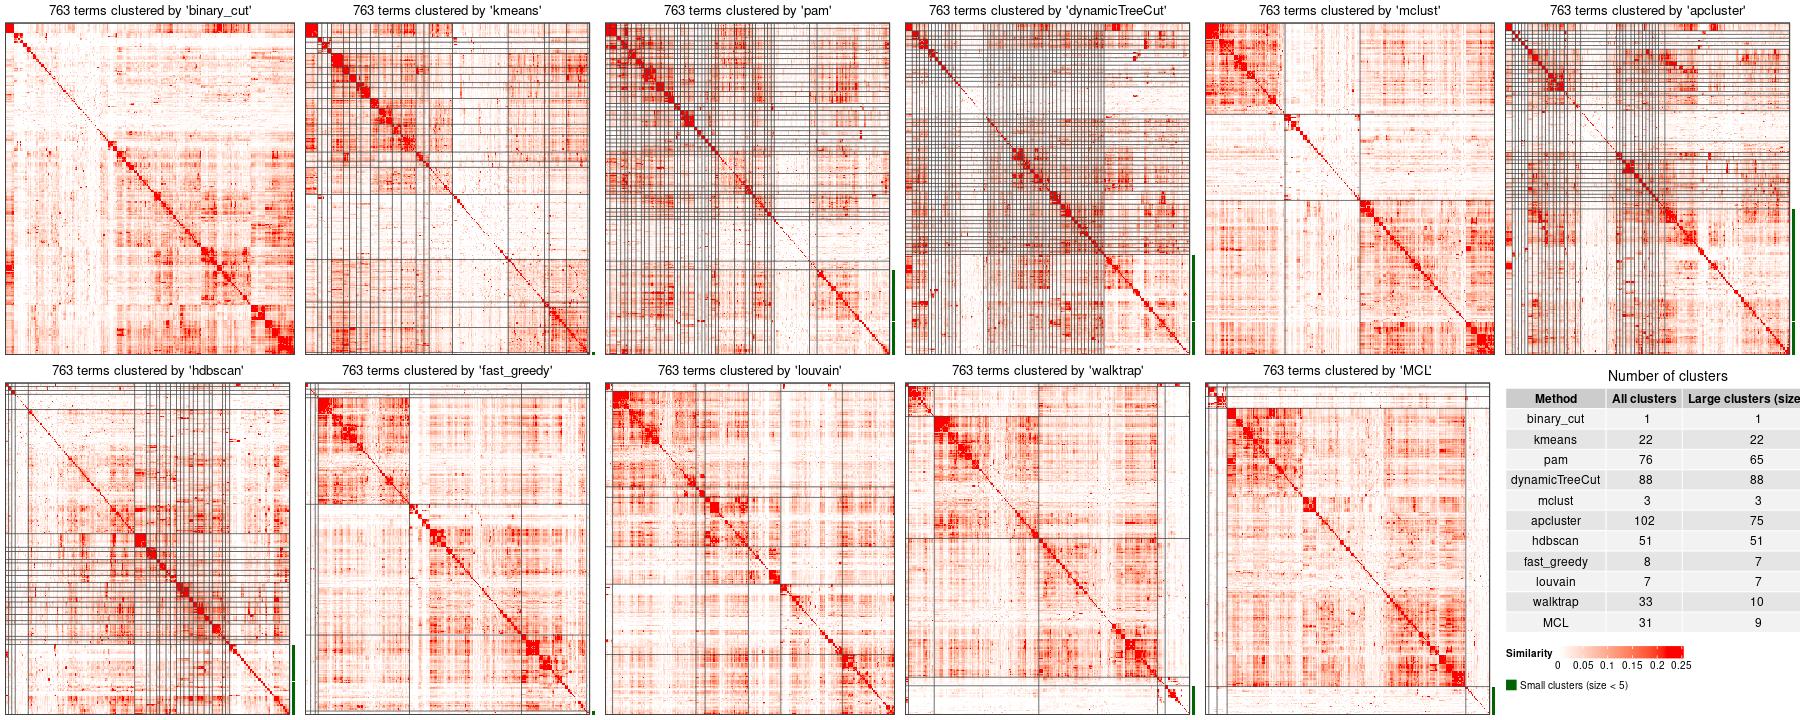 763 terms clustered by 'binary_cut'
763 terms clustered by 'kmeans'
763 terms clustered by 'pam'
763 terms clustered by 'dynamicTreeCut'
763 terms clustered by 'mclust'
763 terms clustered by 'apcluster'
763 terms clustered by 'hdbscan'
763 terms clustered by 'fast_greedy'
763 terms clustered by 'louvain'
763 terms clustered by 'walktrap'
763 terms clustered by 'MCL'
Number of clusters
Method All clusters Large clusters (size
binary_cut 1 1
kmeans 22 22
pam 76 65
dynamicTreeCut 88 88
mclust 3 3
apcluster 102 75
hdbscan 51 51
fast_greedy 8 7
louvain 7 7
walktrap 33 10
MCL 31 9
Similarity
0 0.05 0.1 0.15 0.2 0.25
Small clusters (size < 5)